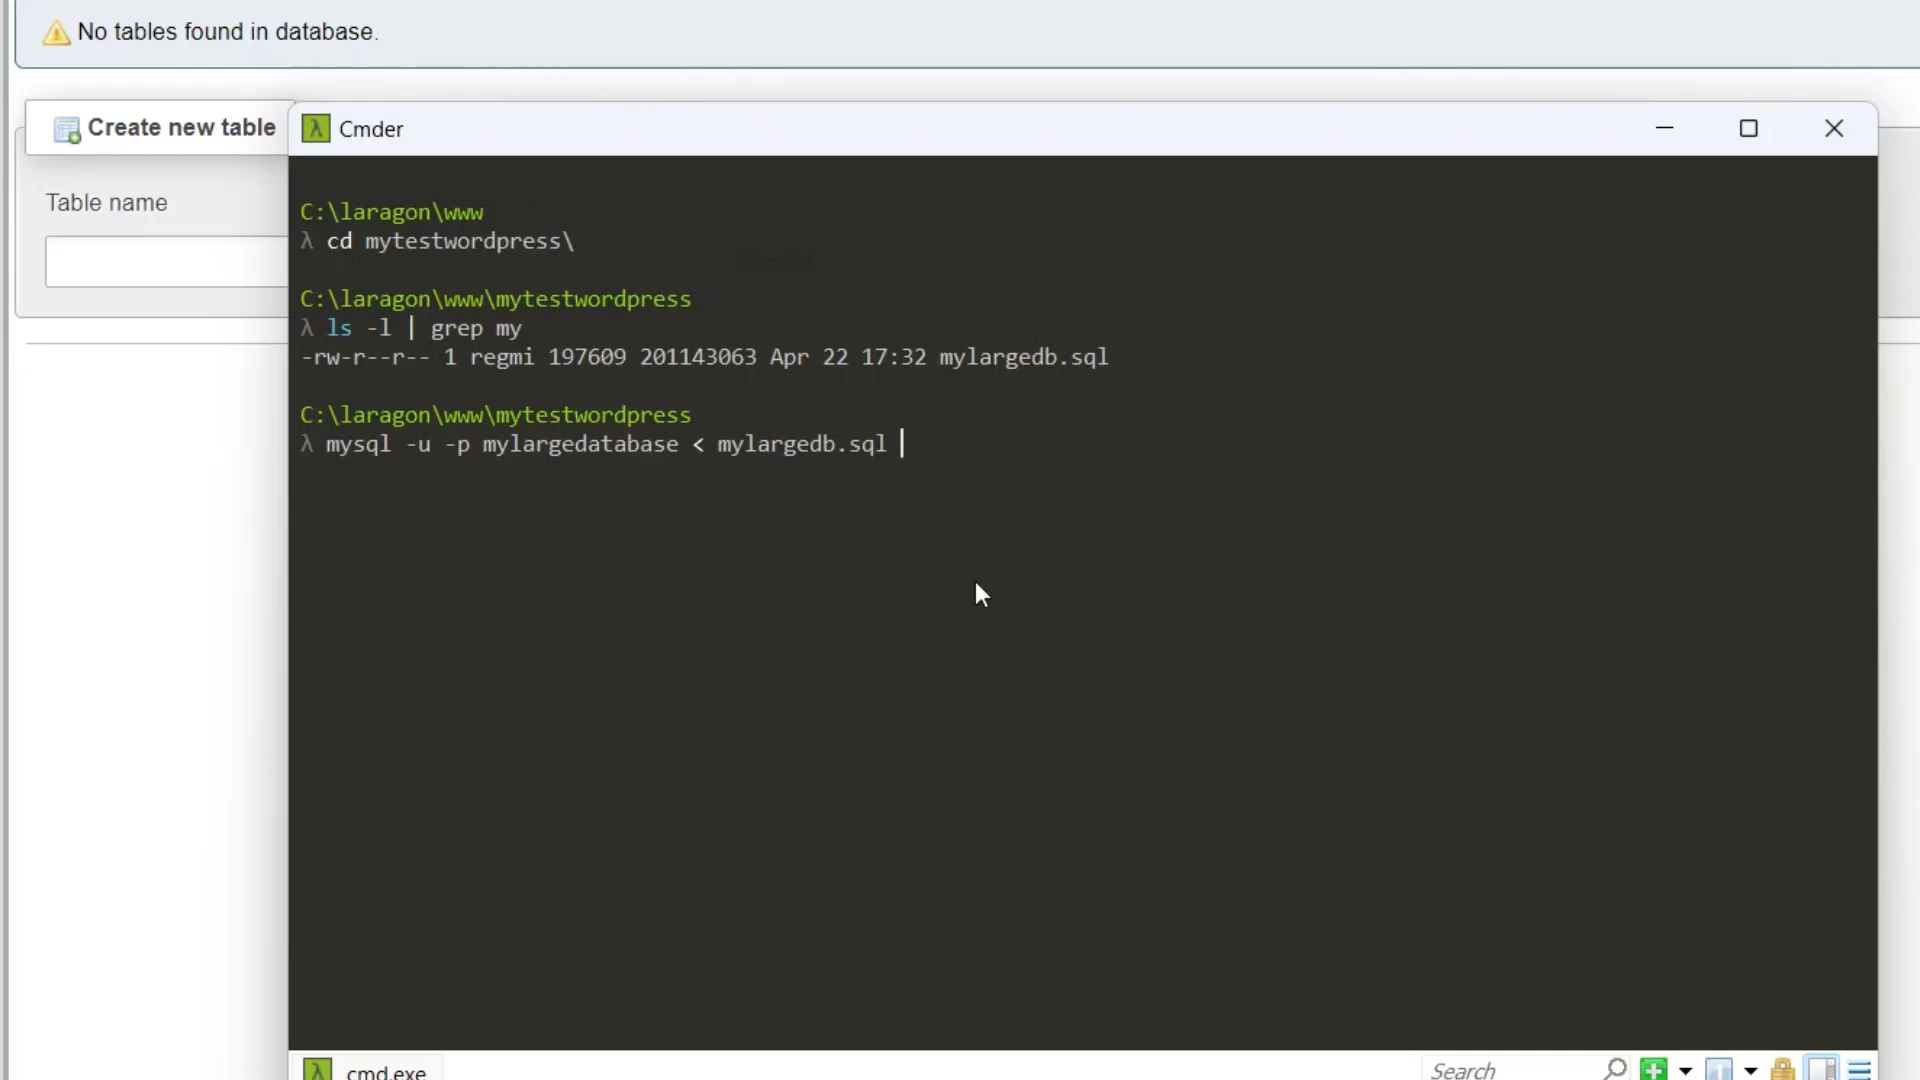 No tables found in database.
Create new table
Cmder
Table name
C:\laragon\www
λ cd mytestwordpress\
C:\laragon\www\mytestwordpress
λ ls -l | grep my
-rw-r--r-- 1 regmi 197609 201143063 Apr 22 17:32 mylargedb.sql
C:\laragon\www\mytestwordpress
λ mysql -u -p mylargedatabase < mylargedb.sql
cmd.exe
Search